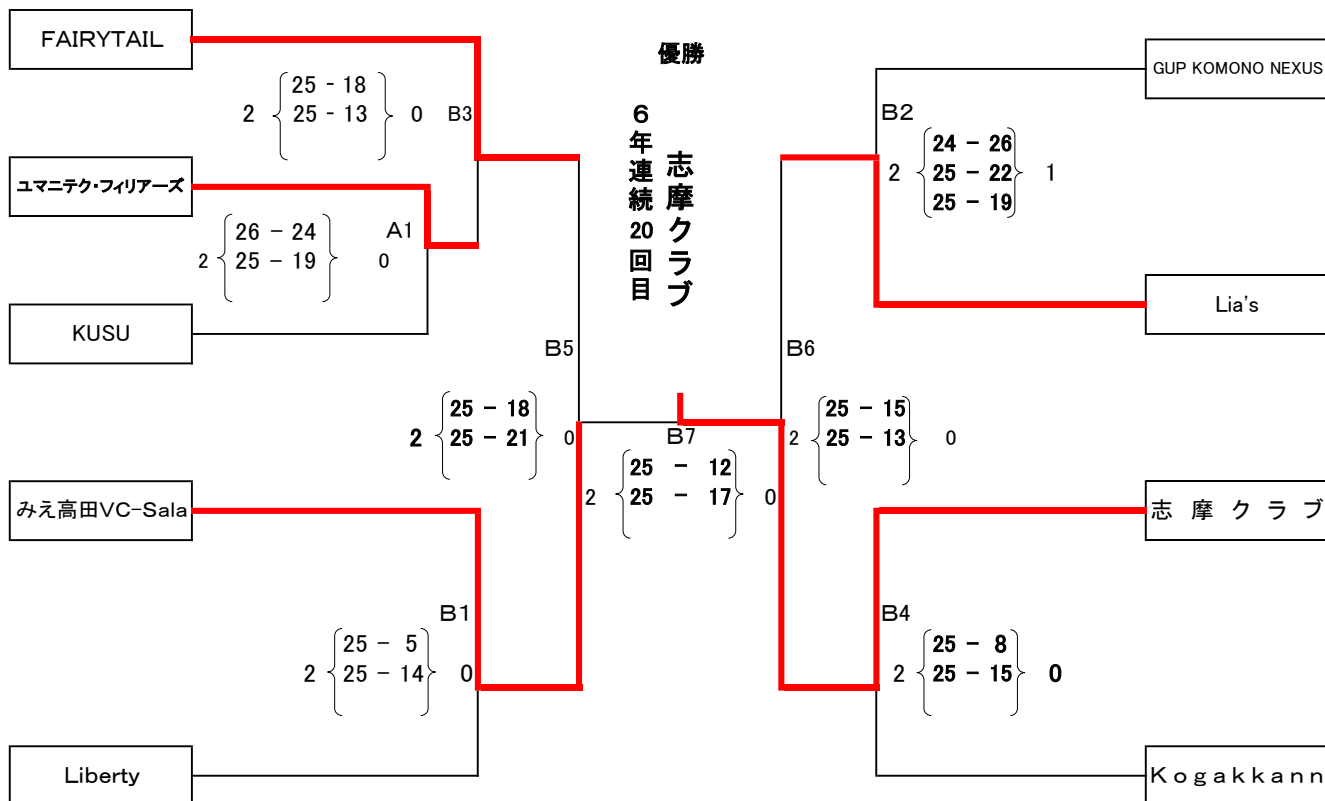 FAIRYTAIL
優勝
GUP KOMONO NEXUS
25 - 18
2 25 - 13 0 B3
B2
24 - 26
2 25 - 22 1
25 - 19
6年連続20回目
志摩クラブ
ユマニテク・フィリアーズ
A1
26 - 24
2 25 - 19 0
Lia's
KUSU
B5
B6
25 - 18
2 25 - 21 0
B7
25 - 12
2 25 - 17 0
25 - 15
2 25 - 13 0
みえ高田VC-Sala
志摩クラブ
B1
25 - 5
2 25 - 14 0
B4
25 - 8
2 25 - 15 0
Liberty
Kogakkann